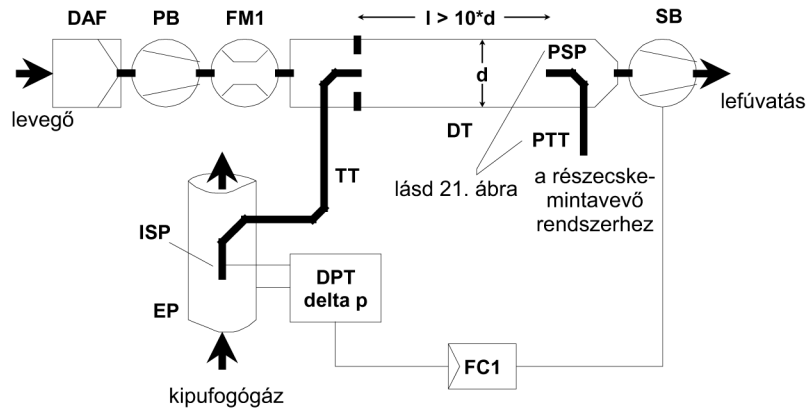 DAF
PB
FM1
l > 10*d
SB
PSP
d
levegő
lefúvatás
DT
PTT
TT
lásd 21. ábra
a részecske-
mintavevő
rendszerhez
ISP
DPT
delta p
EP
FC1
kipufogógáz